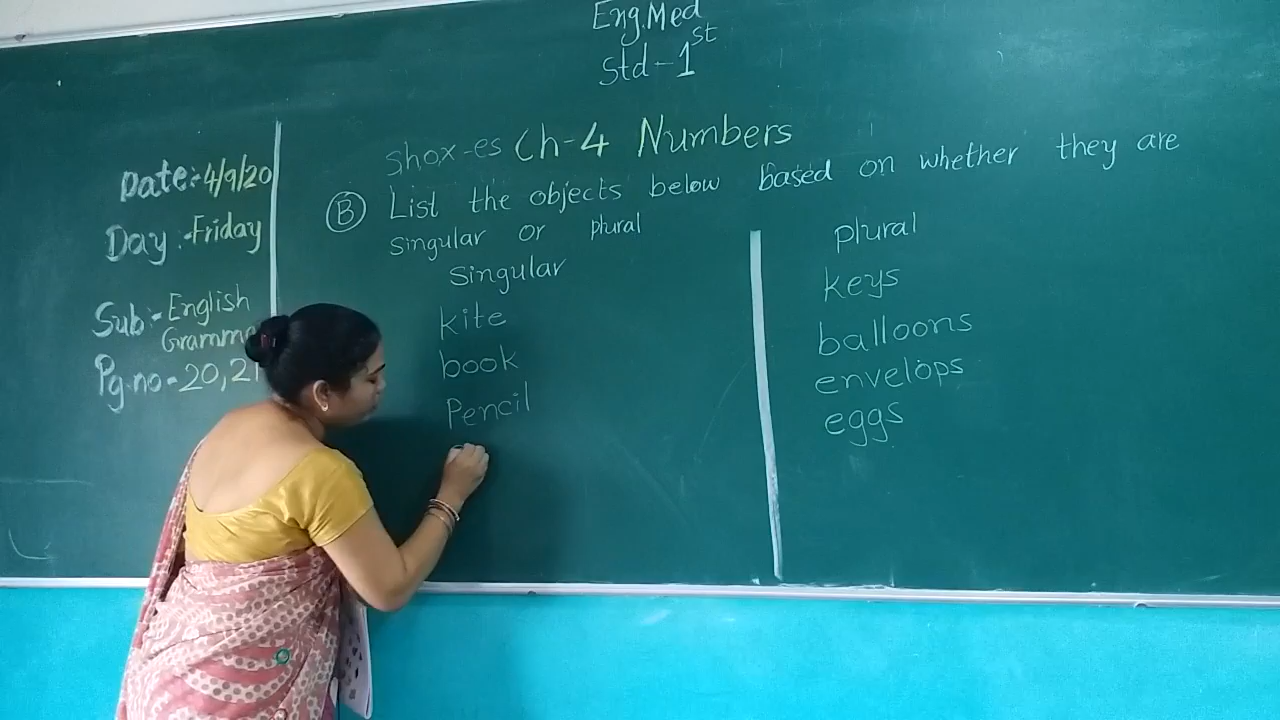 Eng.Med
Std-1st
Date:-4/9/20
Day:-Friday
Sub:-English
Gramm
Pg.no-20,21
Shox-es Ch-4 Numbers
B List the objects below based on whether they are
singular or plural
Singular
kite
book
Pencil
plural
keys
balloons
envelops
eggs